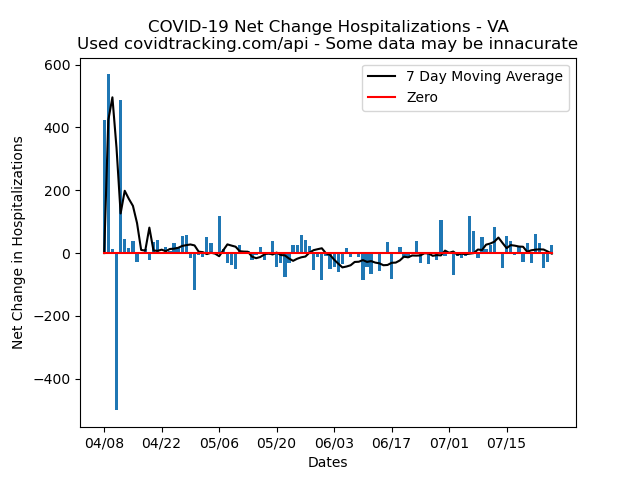 COVID-19 Net Change Hospitalizations - VA
Used covidtracking.com/api - Some data may be innacurate
7 Day Moving Average
Zero
Net Change in Hospitalizations
600
400
200
0
−200
−400
04/08 04/22 05/06 05/20 06/03 06/17 07/01 07/15
Dates